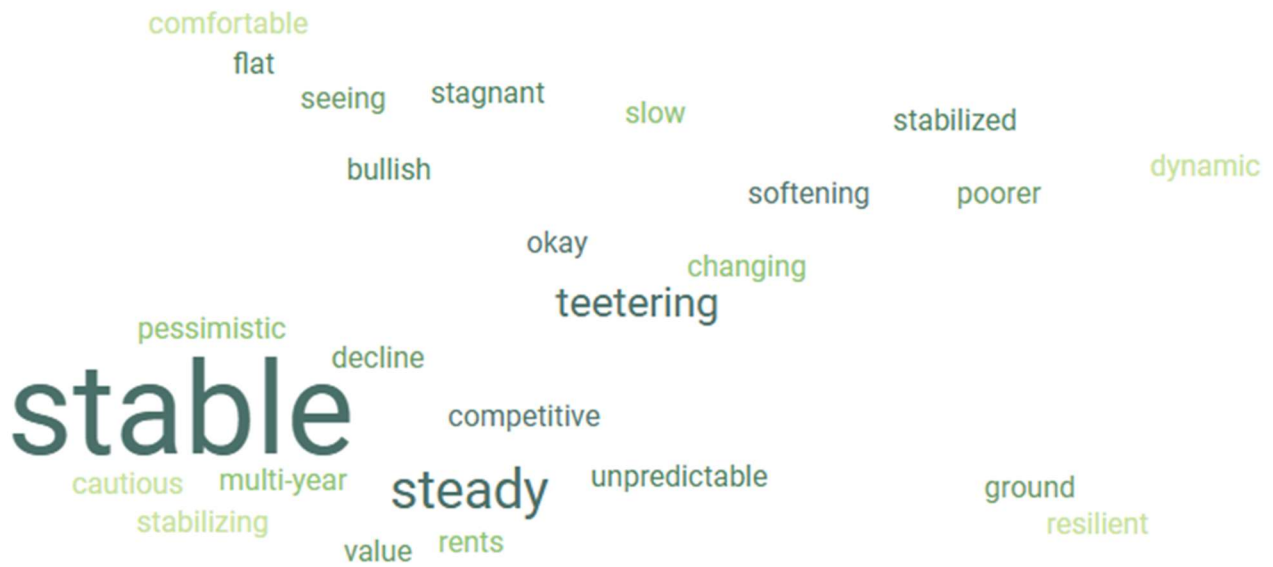 comfortable
flat
seeing
stagnant
slow
stabilized
bullish
dynamic
softening
poorer
okay
changing
teetering
pessimistic
decline
stable
competitive
cautious
multi-year
steady
unpredictable
ground
stabilizing
resilient
value
rents